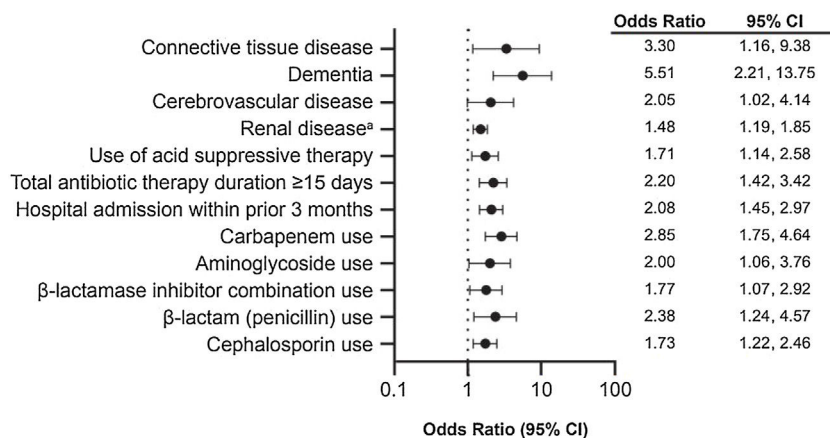 Odds Ratio 95% CI
Connective tissue disease 3.30 1.16, 9.38
Dementia 5.51 2.21, 13.75
Cerebrovascular disease 2.05 1.02, 4.14
Renal diseaseᵃ 1.48 1.19, 1.85
Use of acid suppressive therapy 1.71 1.14, 2.58
Total antibiotic therapy duration ≥15 days 2.20 1.42, 3.42
Hospital admission within prior 3 months 2.08 1.45, 2.97
Carbapenem use 2.85 1.75, 4.64
Aminoglycoside use 2.00 1.06, 3.76
β-lactamase inhibitor combination use 1.77 1.07, 2.92
β-lactam (penicillin) use 2.38 1.24, 4.57
Cephalosporin use 1.73 1.22, 2.46
0.1 1 10 100
Odds Ratio (95% CI)